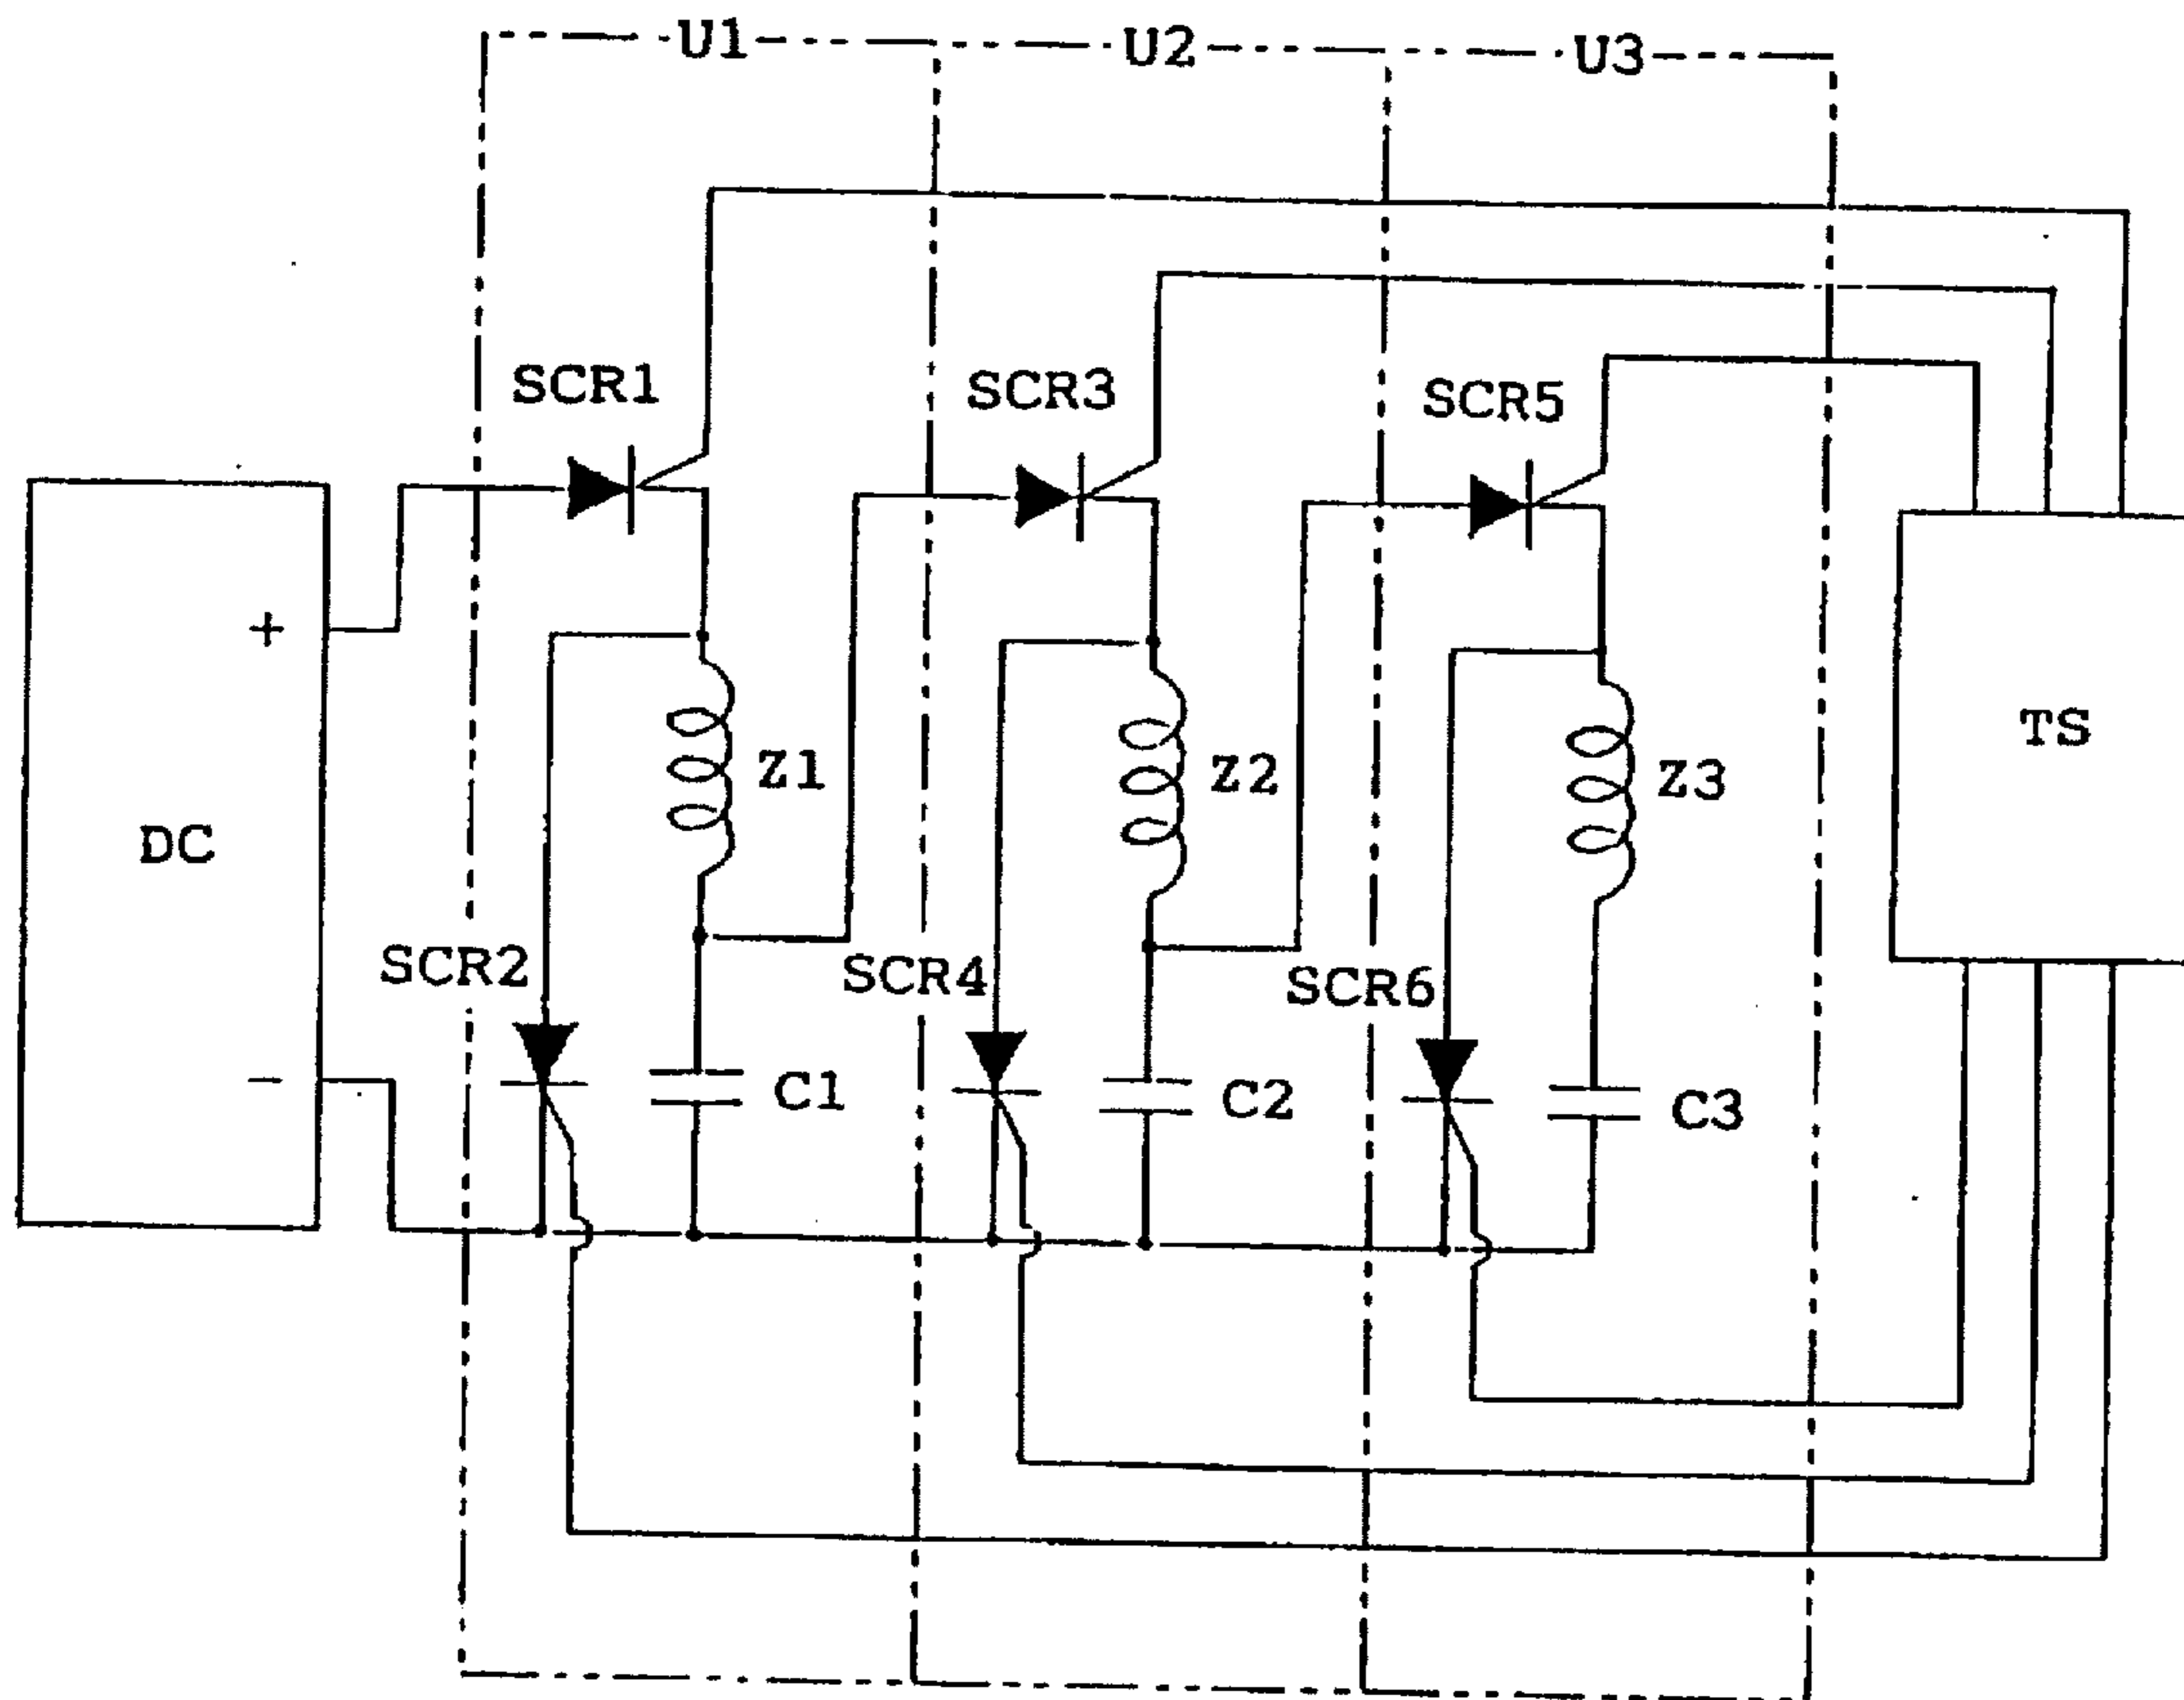 U1 U2 U3
SCR1 SCR3 SCR5
+
TS
Z1 Z2 Z3
DC
SCR2 SCR4 SCR6
−
C1 C2 C3